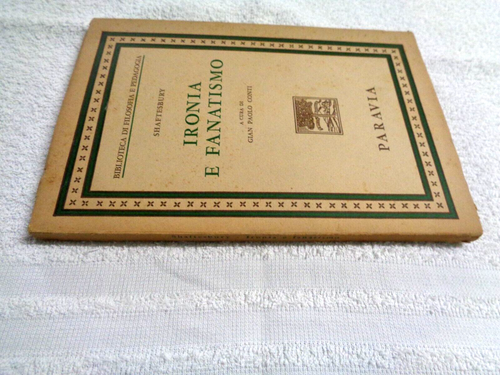 BIBLIOTECA DI FILOSOFIA E PEDAGOGIA
SHAFTESBURY
IRONIA
E FANATISMO
A CURA DI
GIAN PAOLO CONTI
PARAVIA